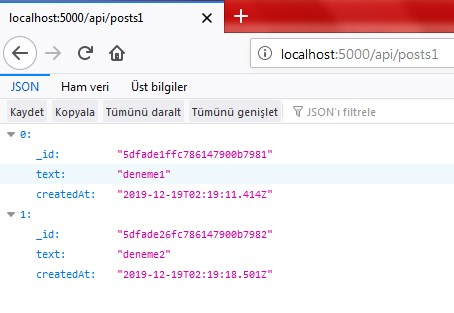 localhost:5000/api/posts1
localhost:5000/api/posts1
JSON Ham veri Üst bilgiler
Kaydet Kopyala Tümünü daralt Tümünü genişlet JSON'ı filtrele
0:
_id: "5dfade1ffc786147900b7981"
text: "deneme1"
createdAt: "2019-12-19T02:19:11.414Z"
1:
_id: "5dfade26fc786147900b7982"
text: "deneme2"
createdAt: "2019-12-19T02:19:18.501Z"